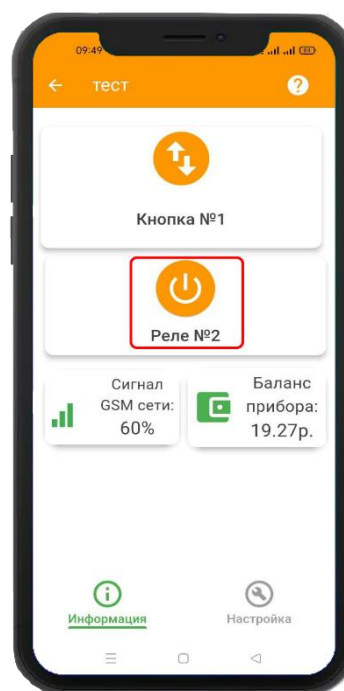 09:49
тест
Кнопка №1
Реле №2
Сигнал
GSM сети:
60%
Баланс
прибора:
19.27р.
Информация
Настройка